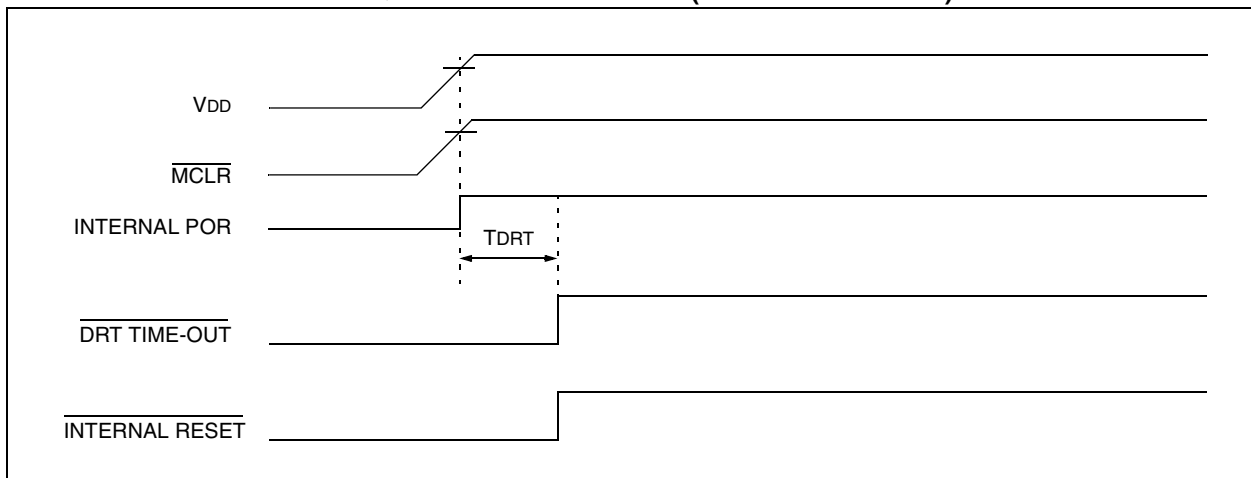 VDD
MCLR
INTERNAL POR
TDRT
DRT TIME-OUT
INTERNAL RESET